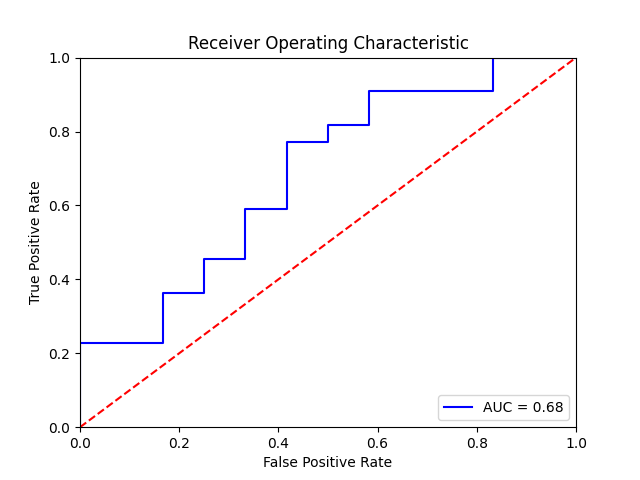 Receiver Operating Characteristic
True Positive Rate
1.0
0.8
0.6
0.4
0.2
0.0
AUC = 0.68
0.0 0.2 0.4 0.6 0.8 1.0
False Positive Rate